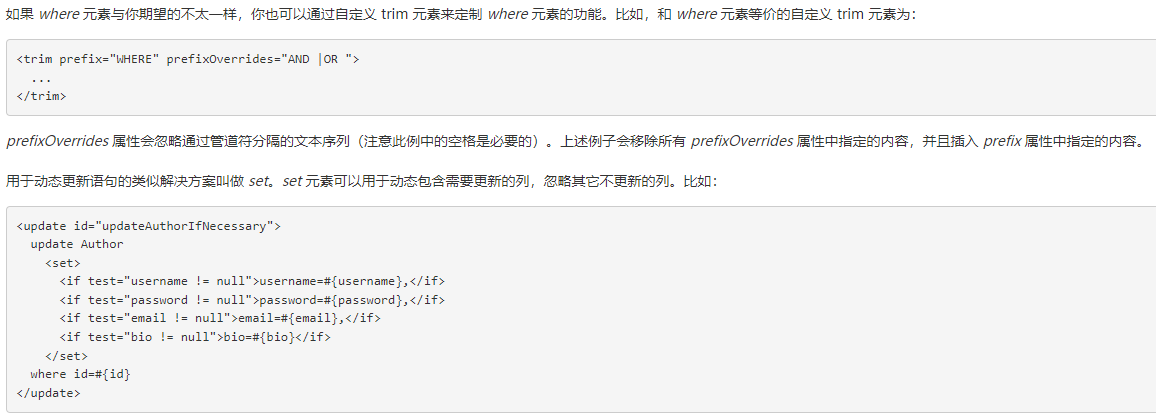 如果 where 元素与你期望的不太一样，你也可以通过自定义 trim 元素来定制 where 元素的功能。比如，和 where 元素等价的自定义 trim 元素为：
<trim prefix="WHERE" prefixOverrides="AND |OR ">
  ...
</trim>
prefixOverrides 属性会忽略通过管道符分隔的文本序列（注意此例中的空格是必要的）。上述例子会移除所有 prefixOverrides 属性中指定的内容，并且插入 prefix 属性中指定的内容。
用于动态更新语句的类似解决方案叫做 set。set 元素可以用于动态包含需要更新的列，忽略其它不更新的列。比如：
<update id="updateAuthorIfNecessary">
  update Author
    <set>
      <if test="username != null">username=#{username},</if>
      <if test="password != null">password=#{password},</if>
      <if test="email != null">email=#{email},</if>
      <if test="bio != null">bio=#{bio}</if>
    </set>
  where id=#{id}
</update>